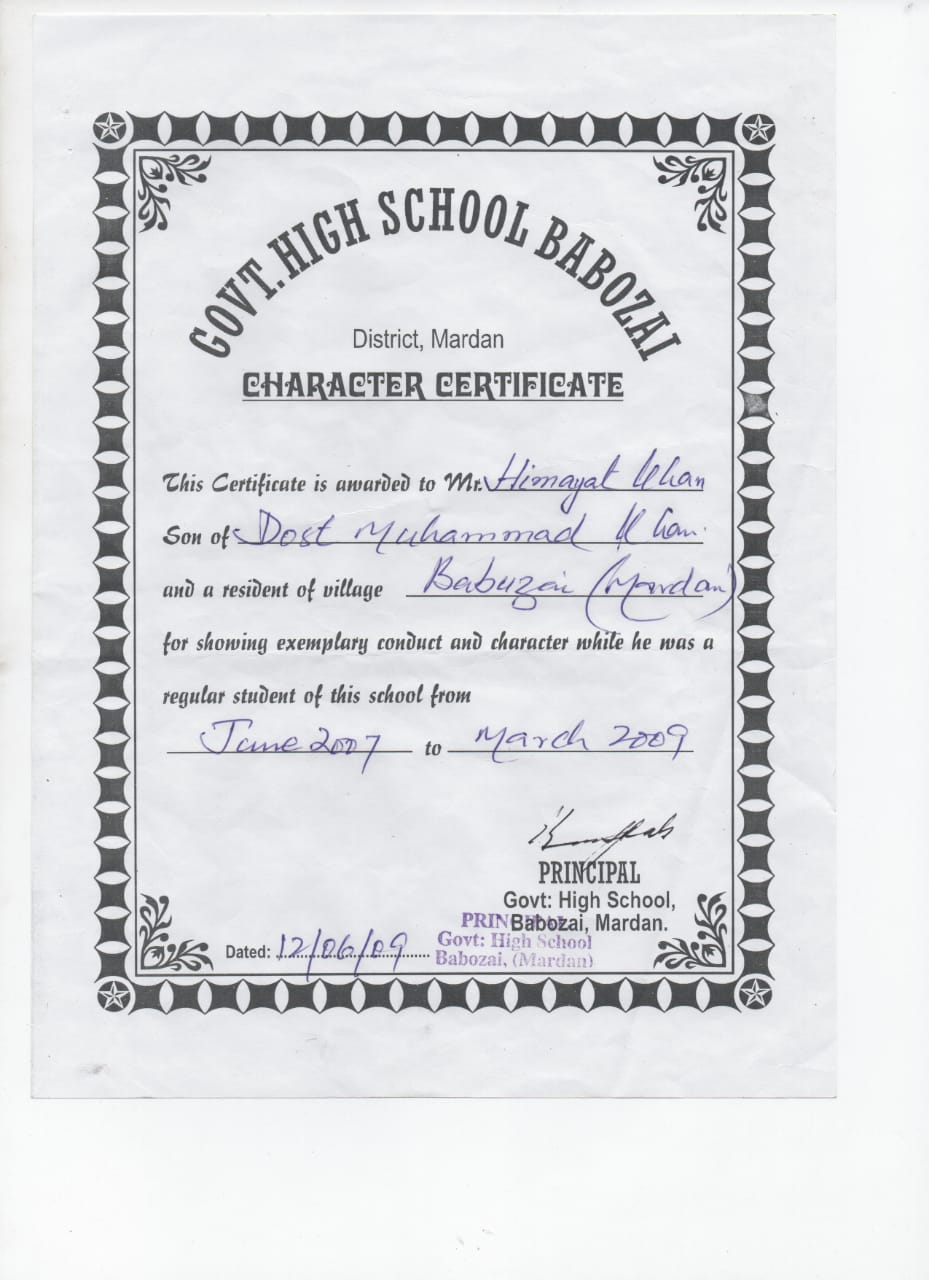 GOVT. HIGH SCHOOL BABOZAI
District, Mardan
CHARACTER CERTIFICATE
This Certificate is awarded to Mr. Himayat Khan
Son of Dost Muhammad Khan
and a resident of village Babuzai (Mardan)
for showing exemplary conduct and character while he was a
regular student of this school from
June 2007 to March 2009
PRINCIPAL
Govt: High School,
Babozai, Mardan.
PRINCIPAL
Govt: High School
Babozai, (Mardan)
Dated: 12/06/09